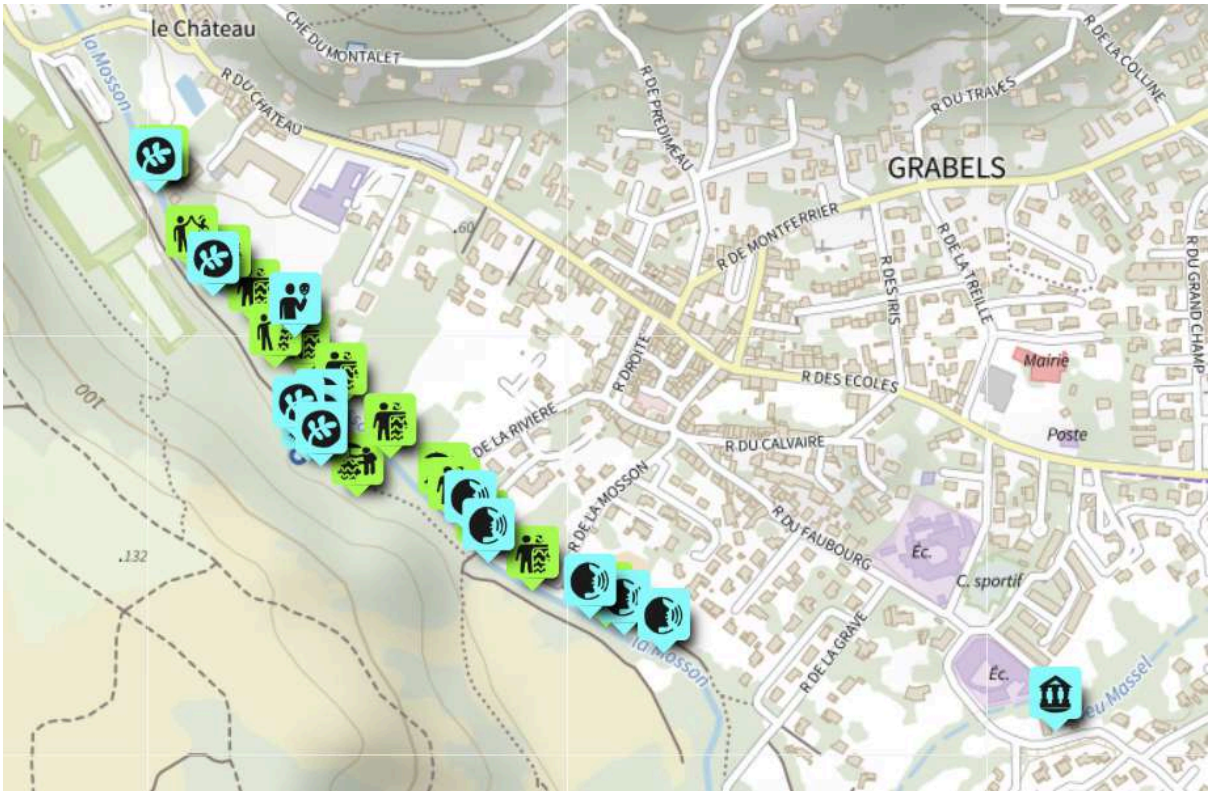 le Château
la Mosson
CHE DU MONTALET
R DU CHATEAU
R DE PREDIMEAU
R DE LA COLLINE
R DU TRAVES
GRABELS
.60
R DE MONTFERRIER
R DES IRIS
R DE LA TREILLE
R DU GRAND CHAMP
Mairie
R DROITE
R DES ECOLES
100
Poste
DE LA RIVIERE
R DU CALVAIRE
R DE LA MOSSON
R DU FAUBOURG
.132
Éc.
C. sportif
R DE LA GRAVE
la Mosson
Éc.
eu Massel